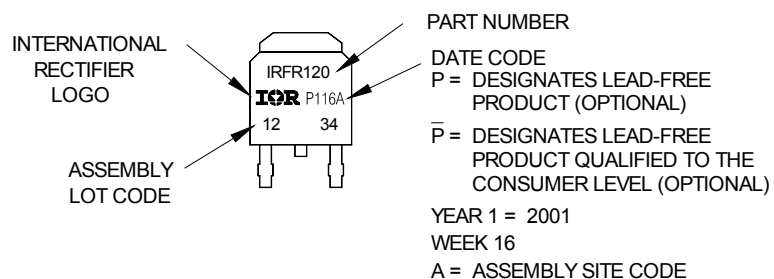 INTERNATIONAL
RECTIFIER
LOGO
ASSEMBLY
LOT CODE
IRFR120
IOR P116A
12 34
PART NUMBER
DATE CODE
P = DESIGNATES LEAD-FREE
PRODUCT (OPTIONAL)
P̅ = DESIGNATES LEAD-FREE
PRODUCT QUALIFIED TO THE
CONSUMER LEVEL (OPTIONAL)
YEAR 1 = 2001
WEEK 16
A = ASSEMBLY SITE CODE